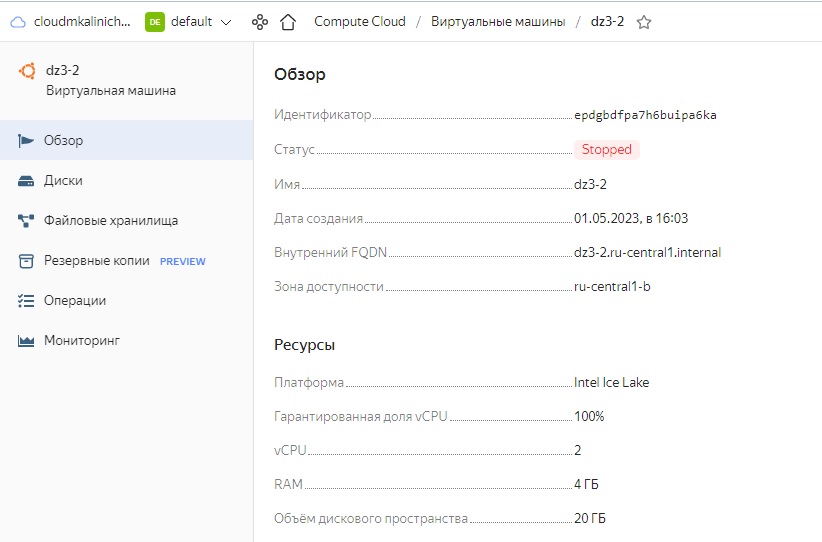 cloudmkalinich... DE default Compute Cloud / Виртуальные машины / dz3-2
dz3-2
Виртуальная машина
Обзор
Диски
Файловые хранилища
Резервные копии PREVIEW
Операции
Мониторинг
Обзор
Идентификатор epdgbdfpa7h6buipa6ka
Статус Stopped
Имя dz3-2
Дата создания 01.05.2023, в 16:03
Внутренний FQDN dz3-2.ru-central1.internal
Зона доступности ru-central1-b
Ресурсы
Платформа Intel Ice Lake
Гарантированная доля vCPU 100%
vCPU 2
RAM 4 ГБ
Объём дискового пространства 20 ГБ